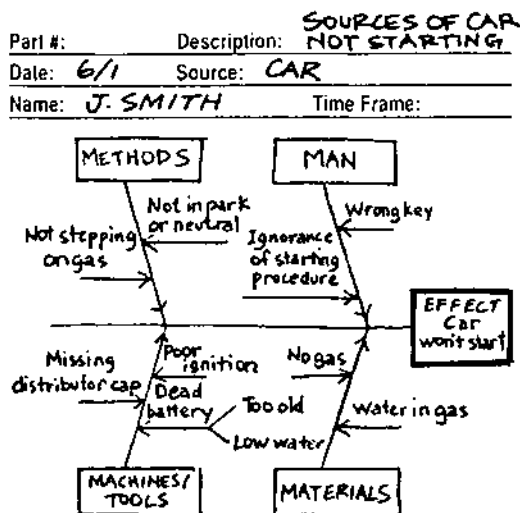 Part #: Description: SOURCES OF CAR
NOT STARTING
Date: 6/1 Source: CAR
Name: J. SMITH Time Frame:
METHODS
MAN
Not in park
or neutral
Not stepping
on gas
Wrong key
Ignorance
of starting
procedure
EFFECT
Car
won't start
Missing
distributor cap
Poor
ignition
Dead
battery
Too old
Low water
No gas
Water in gas
MACHINES/
TOOLS
MATERIALS